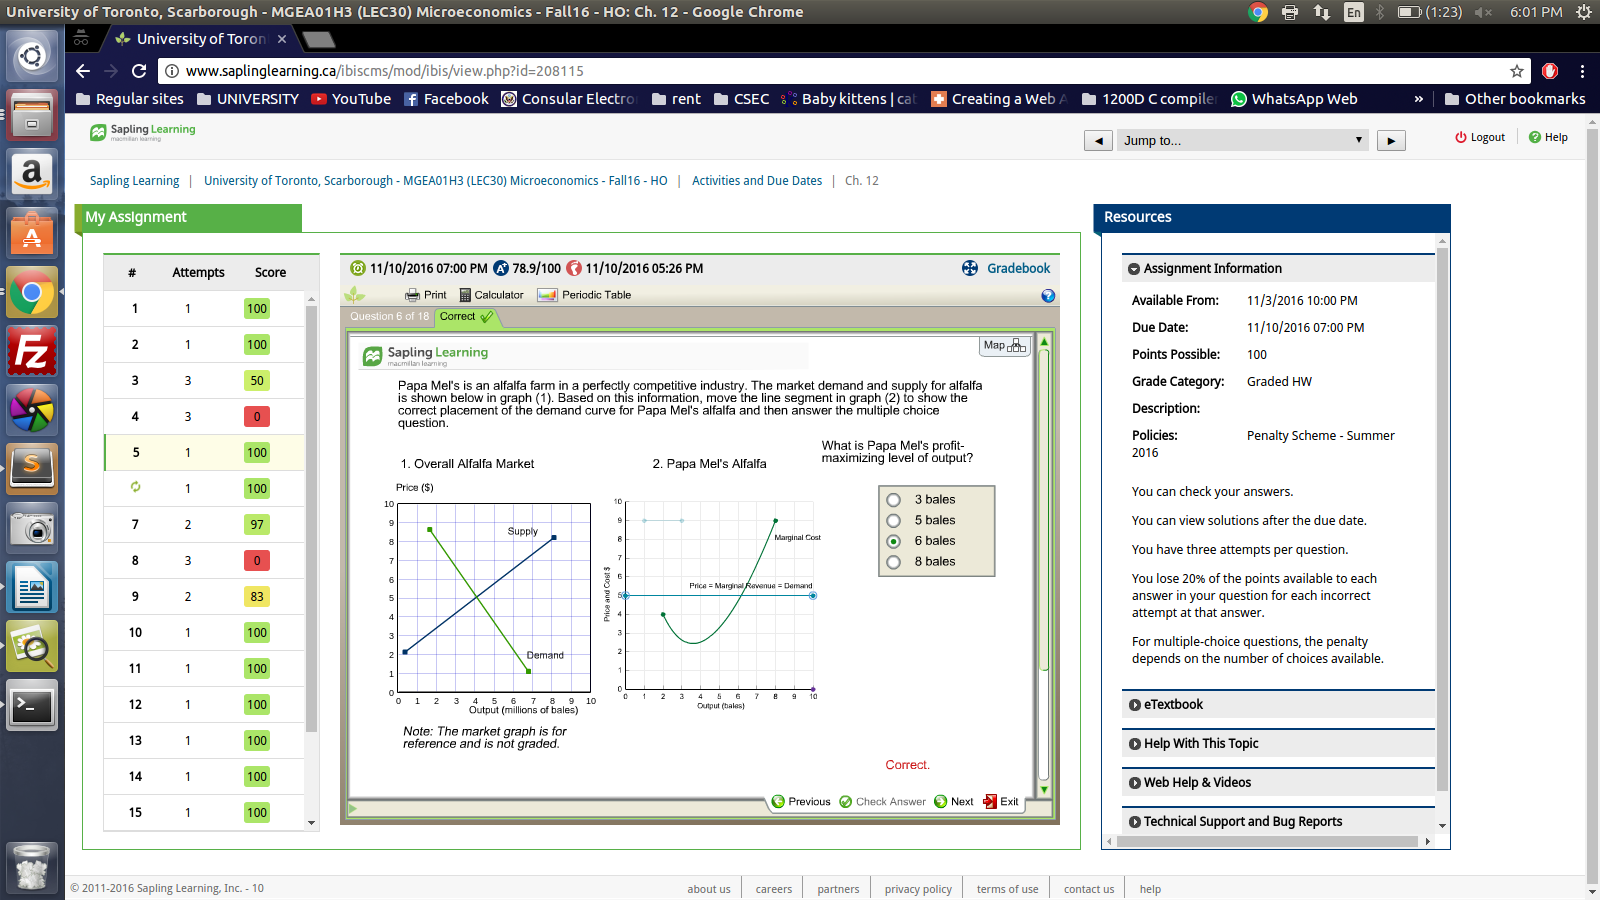 University of Toronto, Scarborough - MGEA01H3 (LEC30) Microeconomics - Fall16 - HO: Ch. 12 - Google Chrome
En (1:23) 6:01 PM
University of Toron
www.saplinglearning.ca/ibiscms/mod/ibis/view.php?id=208115
Regular sites UNIVERSITY YouTube Facebook Consular Electro rent CSEC Baby kittens | cat Creating a Web A 1200D C compiler WhatsApp Web » Other bookmarks
Sapling Learning
macmillan learning
Jump to...
Logout Help
Sapling Learning | University of Toronto, Scarborough - MGEA01H3 (LEC30) Microeconomics - Fall16 - HO | Activities and Due Dates | Ch. 12
My Assignment
# Attempts Score
1 1 100
2 1 100
3 3 50
4 3 0
5 1 100
1 100
7 2 97
8 3 0
9 2 83
10 1 100
11 1 100
12 1 100
13 1 100
14 1 100
15 1 100
11/10/2016 07:00 PM 78.9/100 11/10/2016 05:26 PM
Gradebook
Print Calculator Periodic Table
Question 6 of 18 Correct
Map
Sapling Learning
macmillan learning
Papa Mel's is an alfalfa farm in a perfectly competitive industry. The market demand and supply for alfalfa
is shown below in graph (1). Based on this information, move the line segment in graph (2) to show the
correct placement of the demand curve for Papa Mel's alfalfa and then answer the multiple choice
question.
1. Overall Alfalfa Market
Price ($)
10
9
8
7
6
5
4
3
2
1
0
Supply
Demand
0 1 2 3 4 5 6 7 8 9 10
Output (millions of bales)
Note: The market graph is for
reference and is not graded.
2. Papa Mel's Alfalfa
Price and Cost $
10
9
8
7
6
5
4
3
2
1
0
Marginal Cost
Price = Marginal Revenue = Demand
0 1 2 3 4 5 6 7 8 9 10
Output (bales)
What is Papa Mel's profit-
maximizing level of output?
3 bales
5 bales
6 bales
8 bales
Correct.
Previous Check Answer Next Exit
Resources
Assignment Information
Available From: 11/3/2016 10:00 PM
Due Date: 11/10/2016 07:00 PM
Points Possible: 100
Grade Category: Graded HW
Description:
Policies: Penalty Scheme - Summer
2016
You can check your answers.
You can view solutions after the due date.
You have three attempts per question.
You lose 20% of the points available to each
answer in your question for each incorrect
attempt at that answer.
For multiple-choice questions, the penalty
depends on the number of choices available.
eTextbook
Help With This Topic
Web Help & Videos
Technical Support and Bug Reports
© 2011-2016 Sapling Learning, Inc. - 10
about us careers partners privacy policy terms of use contact us help